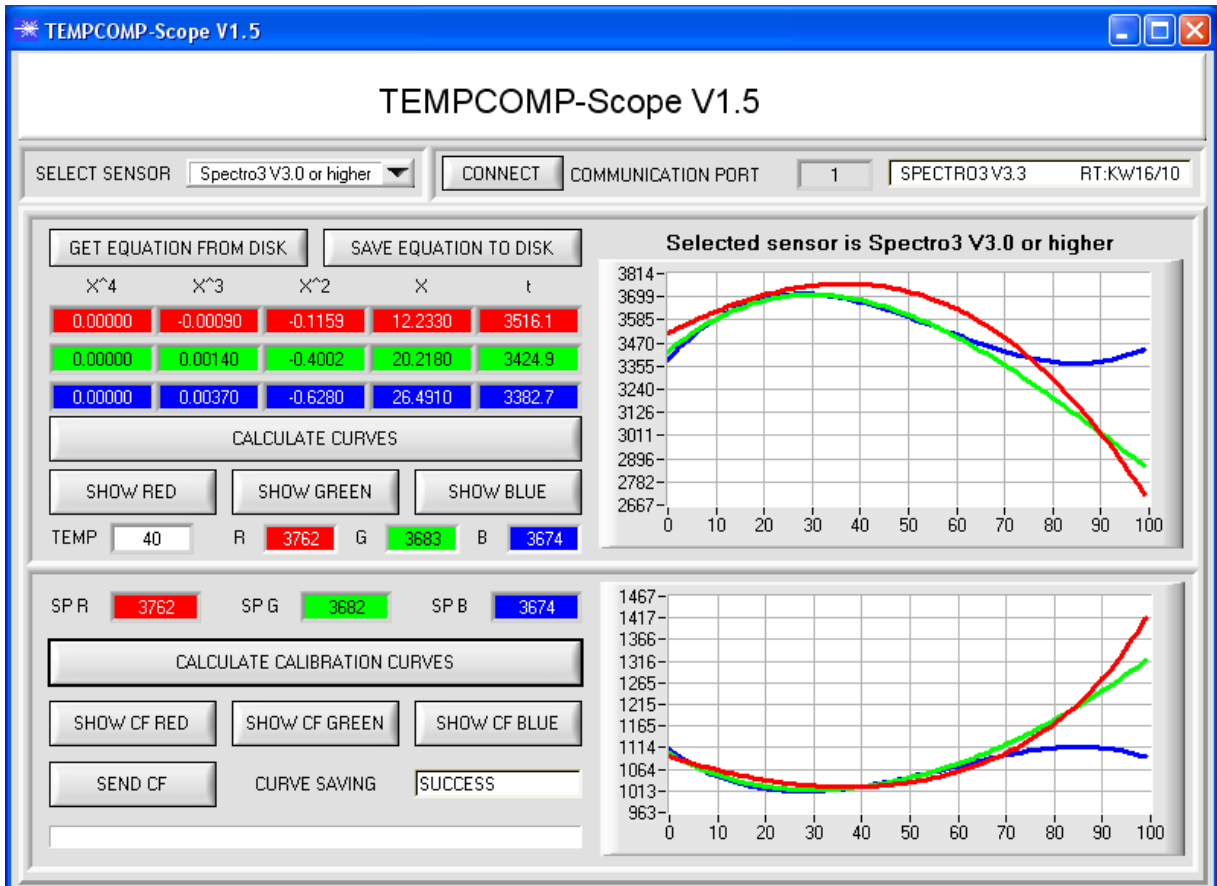 TEMPCOMP-Scope V1.5
TEMPCOMP-Scope V1.5
SELECT SENSOR Spectro3 V3.0 or higher CONNECT COMMUNICATION PORT 1 SPECTRO3 V3.3 RT:KW16/10
GET EQUATION FROM DISK SAVE EQUATION TO DISK
X^4 X^3 X^2 X t
0.00000 -0.00090 -0.1159 12.2330 3516.1
0.00000 0.00140 -0.4002 20.2180 3424.9
0.00000 0.00370 -0.6280 26.4910 3382.7
CALCULATE CURVES
SHOW RED SHOW GREEN SHOW BLUE
TEMP 40 R 3762 G 3683 B 3674
Selected sensor is Spectro3 V3.0 or higher
3814
3699
3585
3470
3355
3240
3126
3011
2896
2782
2667
0 10 20 30 40 50 60 70 80 90 100
SP R 3762 SP G 3682 SP B 3674
CALCULATE CALIBRATION CURVES
SHOW CF RED SHOW CF GREEN SHOW CF BLUE
SEND CF CURVE SAVING SUCCESS
1467
1417
1366
1316
1265
1215
1165
1114
1064
1013
963
0 10 20 30 40 50 60 70 80 90 100